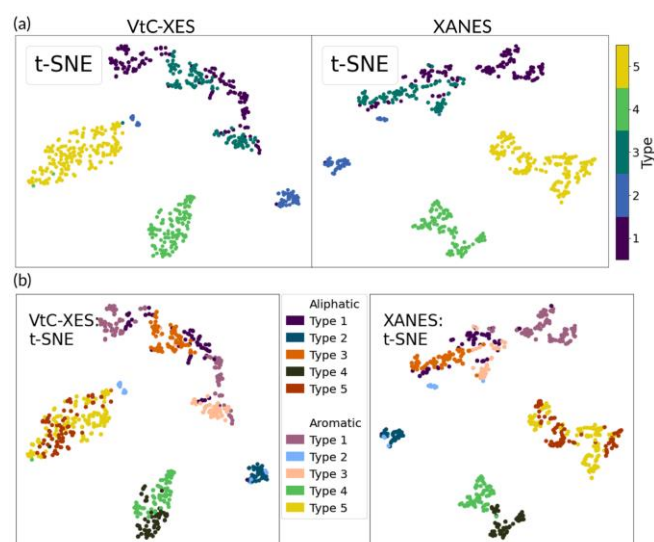 (a)
VtC-XES
XANES
t-SNE
t-SNE
5
4
3
2
1
Type
(b)
VtC-XES:
t-SNE
Aliphatic
Type 1
Type 2
Type 3
Type 4
Type 5
Aromatic
Type 1
Type 2
Type 3
Type 4
Type 5
XANES:
t-SNE